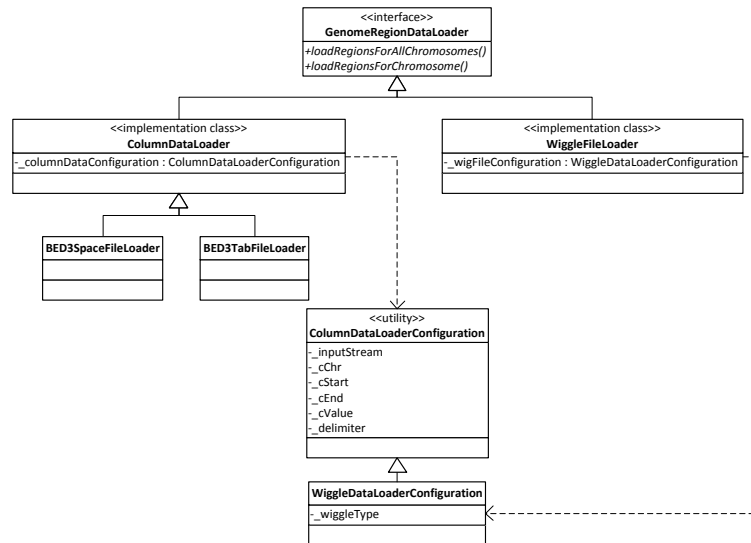 <<interface>>
GenomeRegionDataLoader
+loadRegionsForAllChromosomes()
+loadRegionsForChromosome()
<<implementation class>>
ColumnDataLoader
-_columnDataConfiguration : ColumnDataLoaderConfiguration
<<implementation class>>
WiggleFileLoader
-_wigFileConfiguration : WiggleDataLoaderConfiguration
BED3SpaceFileLoader
BED3TabFileLoader
<<utility>>
ColumnDataLoaderConfiguration
-_inputStream
-_cChr
-_cStart
-_cEnd
-_cValue
-_delimiter
WiggleDataLoaderConfiguration
-_wiggleType